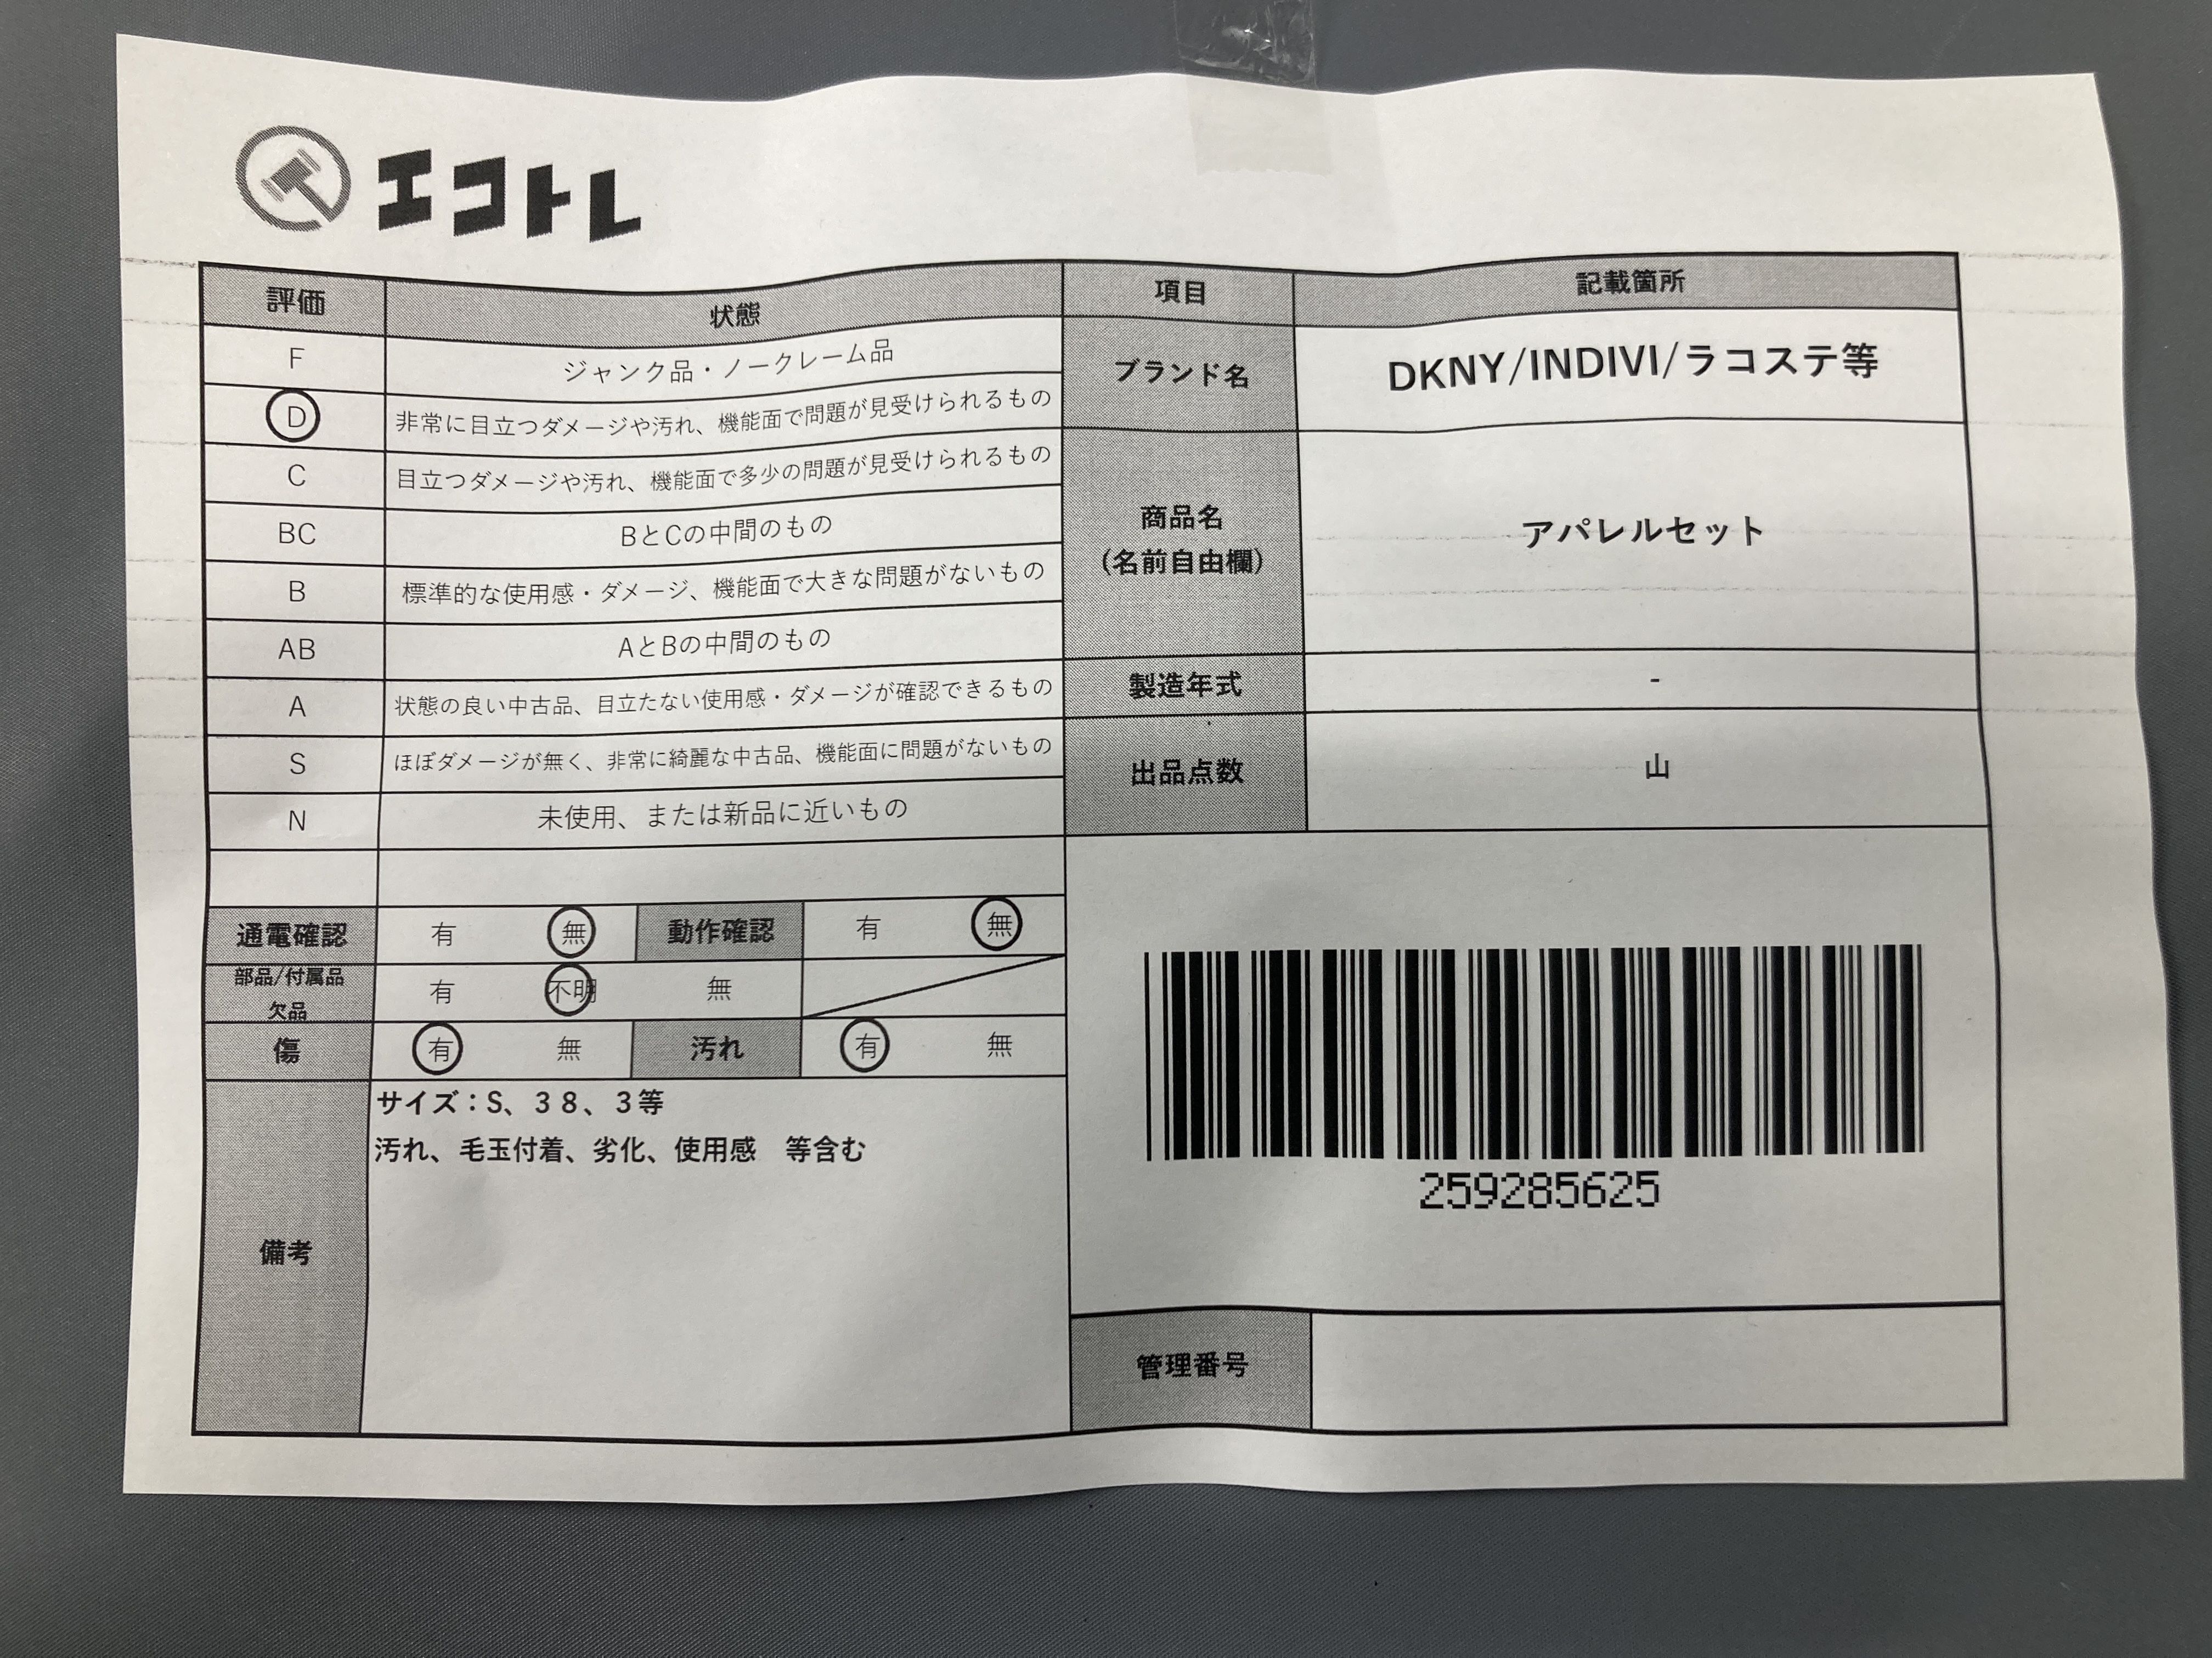 エコトレ
評価 状態
F ジャンク品・ノークレーム品
D 非常に目立つダメージや汚れ、機能面で問題が見受けられるもの
C 目立つダメージや汚れ、機能面で多少の問題が見受けられるもの
BC BとCの中間のもの
B 標準的な使用感・ダメージ、機能面で大きな問題がないもの
AB AとBの中間のもの
A 状態の良い中古品、目立たない使用感・ダメージが確認できるもの
S ほぼダメージが無く、非常に綺麗な中古品、機能面に問題がないもの
N 未使用、または新品に近いもの
通電確認 有 無 動作確認 有 無
部品/付属品
欠品 有 不明 無
傷 有 無 汚れ 有 無
備考
サイズ：S、３８、３等
汚れ、毛玉付着、劣化、使用感　等含む
項目 記載箇所
ブランド名 DKNY/INDIVI/ラコステ等
商品名
(名前自由欄)
アパレルセット
製造年式 -
出品点数 山
259285625
管理番号